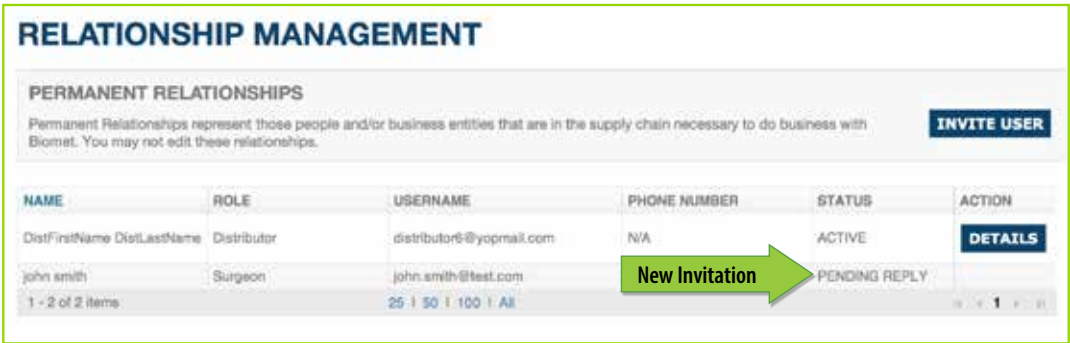 RELATIONSHIP MANAGEMENT
PERMANENT RELATIONSHIPS
Permanent Relationships represent those people and/or business entities that are in the supply chain necessary to do business with
Biomet. You may not edit these relationships.
INVITE USER
NAME ROLE USERNAME PHONE NUMBER STATUS ACTION
DistFirstName DistLastName Distributor distributor6@yopmail.com N/A ACTIVE DETAILS
john smith Surgeon john.smith@test.com New Invitation PENDING REPLY
1 - 2 of 2 items 25 | 50 | 100 | All 1